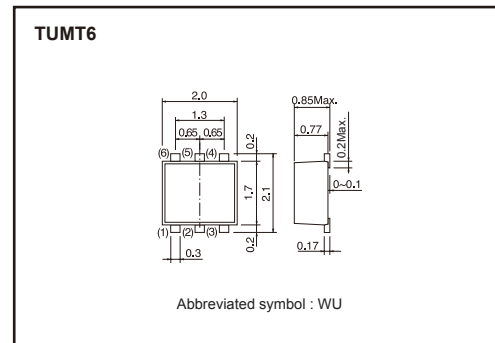 TUMT6
2.0
1.3
0.65 0.65
(6) (5) (4)
0.2
1.7
2.1
0.2
(1) (2) (3)
0.3
0.85Max.
0.77
0.2Max.
0~0.1
0.17
Abbreviated symbol : WU